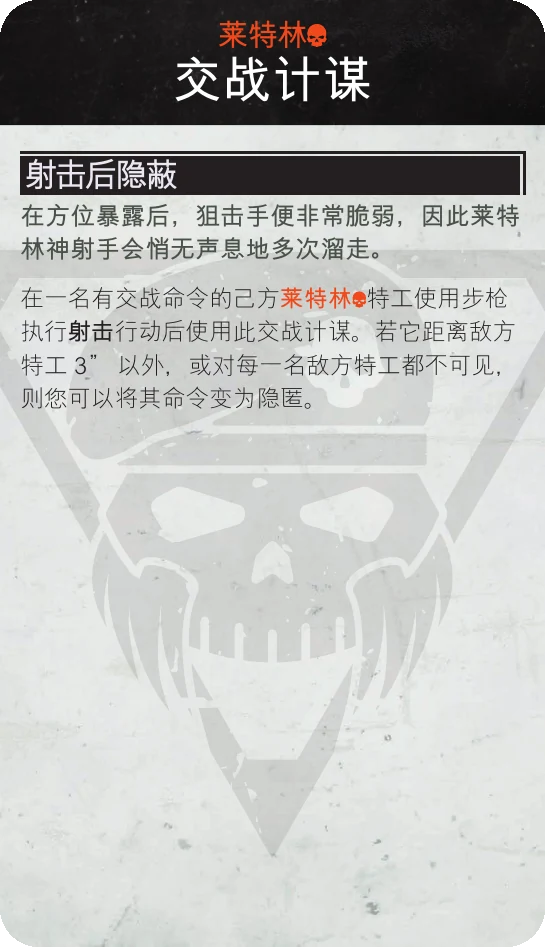 莱特林
交战计谋
射击后隐蔽
在方位暴露后，狙击手便非常脆弱，因此莱特
林神射手会悄无声息地多次溜走。
在一名有交战命令的己方莱特林特工使用步枪
执行射击行动后使用此交战计谋。若它距离敌方
特工 3” 以外，或对每一名敌方特工都不可见，
则您可以将其命令变为隐匿。